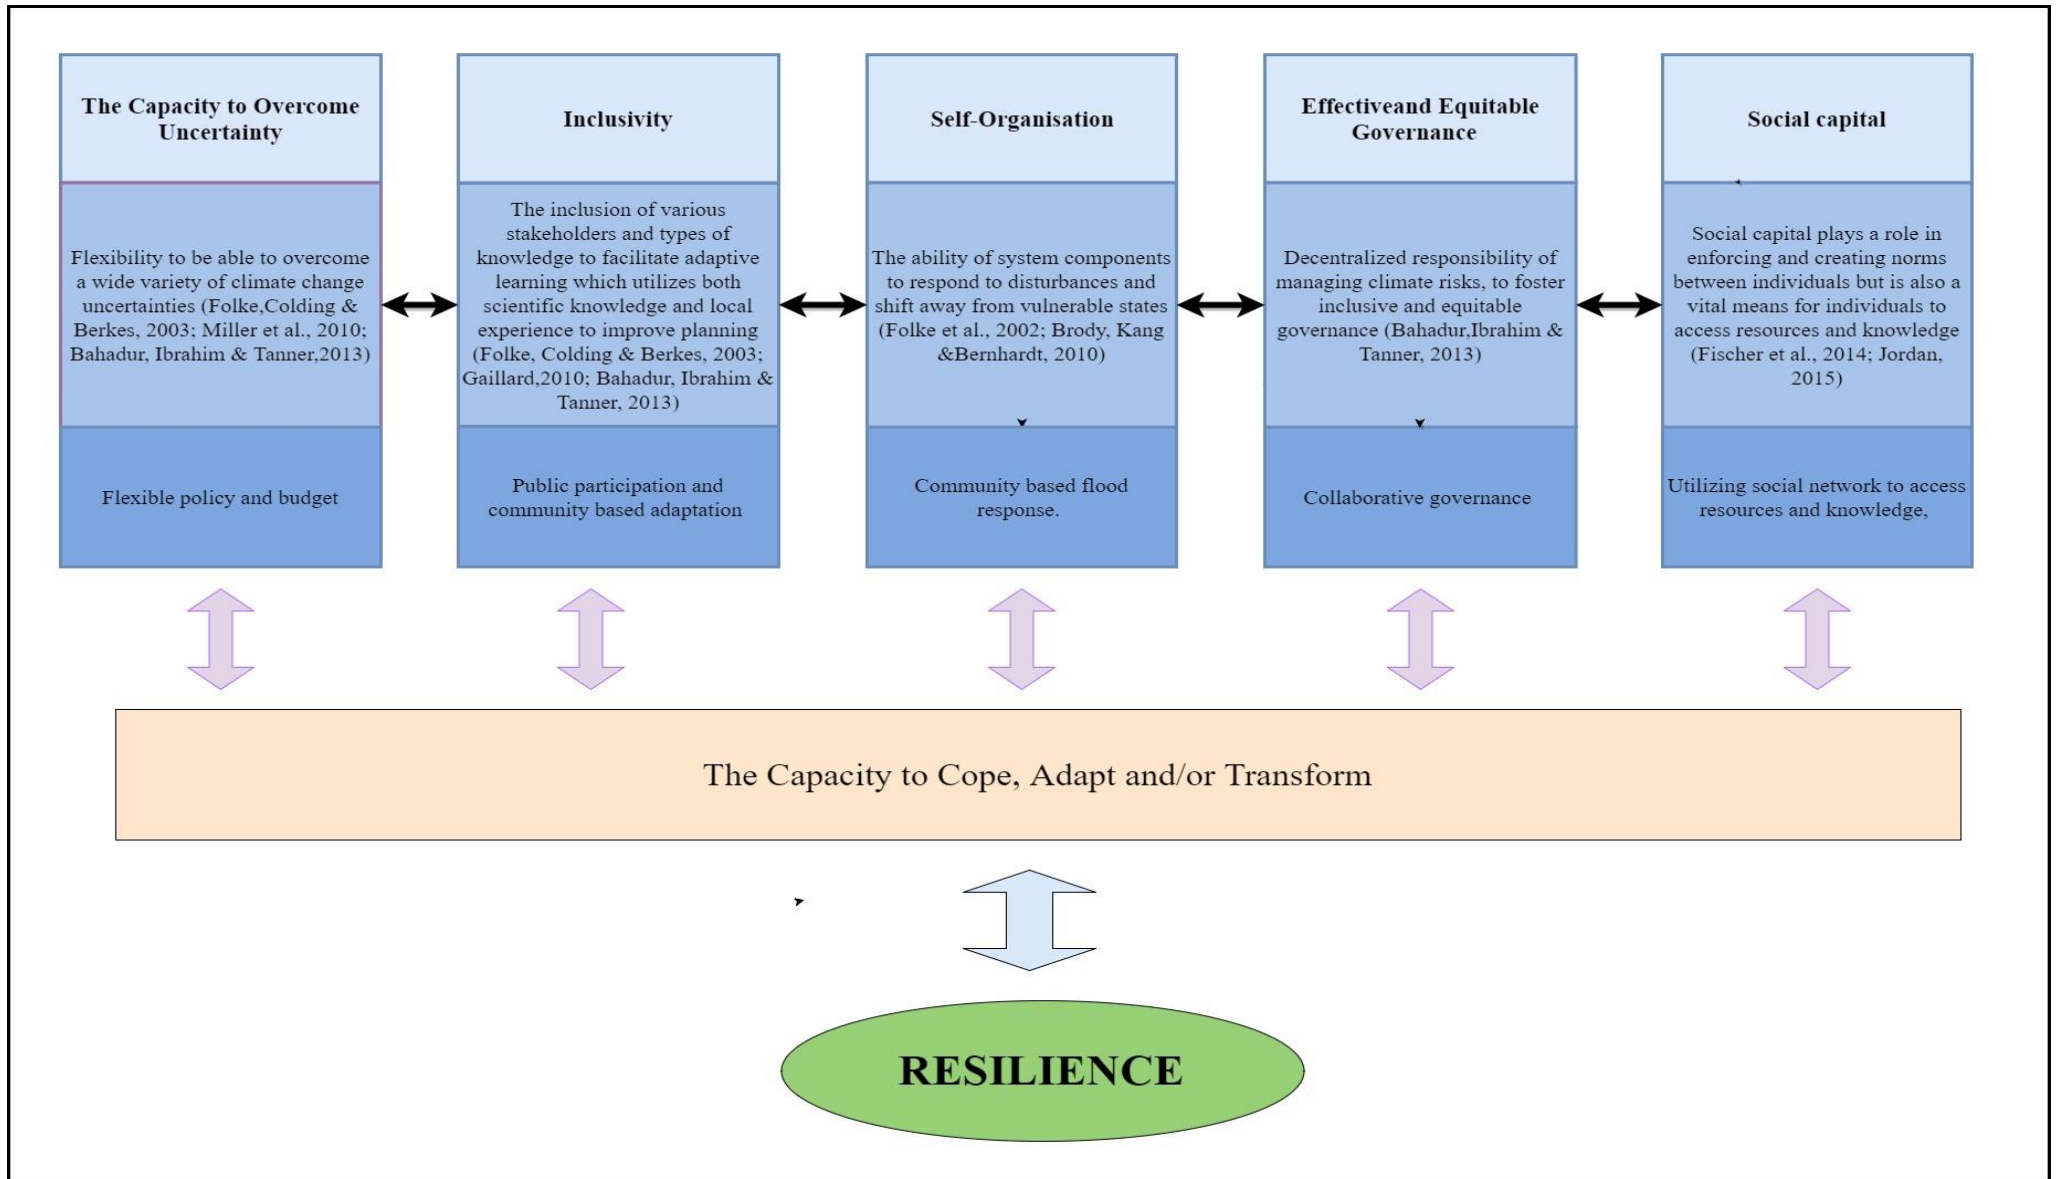 The Capacity to Overcome
Uncertainty
Flexibility to be able to overcome
a wide variety of climate change
uncertainties (Folke,Colding &
Berkes, 2003; Miller et al., 2010;
Bahadur, Ibrahim & Tanner,2013)
Flexible policy and budget
Inclusivity
The inclusion of various
stakeholders and types of
knowledge to facilitate adaptive
learning which utilizes both
scientific knowledge and local
experience to improve planning
(Folke, Colding & Berkes, 2003;
Gaillard,2010; Bahadur, Ibrahim &
Tanner, 2013)
Public participation and
community based adaptation
Self-Organisation
The ability of system components
to respond to disturbances and
shift away from vulnerable states
(Folke et al., 2002; Brody, Kang
&Bernhardt, 2010)
Community based flood
response.
Effectiveand Equitable
Governance
Decentralized responsibility of
managing climate risks, to foster
inclusive and equitable
governance (Bahadur,Ibrahim &
Tanner, 2013)
Collaborative governance
Social capital
Social capital plays a role in
enforcing and creating norms
between individuals but is also a
vital means for individuals to
access resources and knowledge
(Fischer et al., 2014; Jordan,
2015)
Utilizing social network to access
resources and knowledge,
The Capacity to Cope, Adapt and/or Transform
RESILIENCE